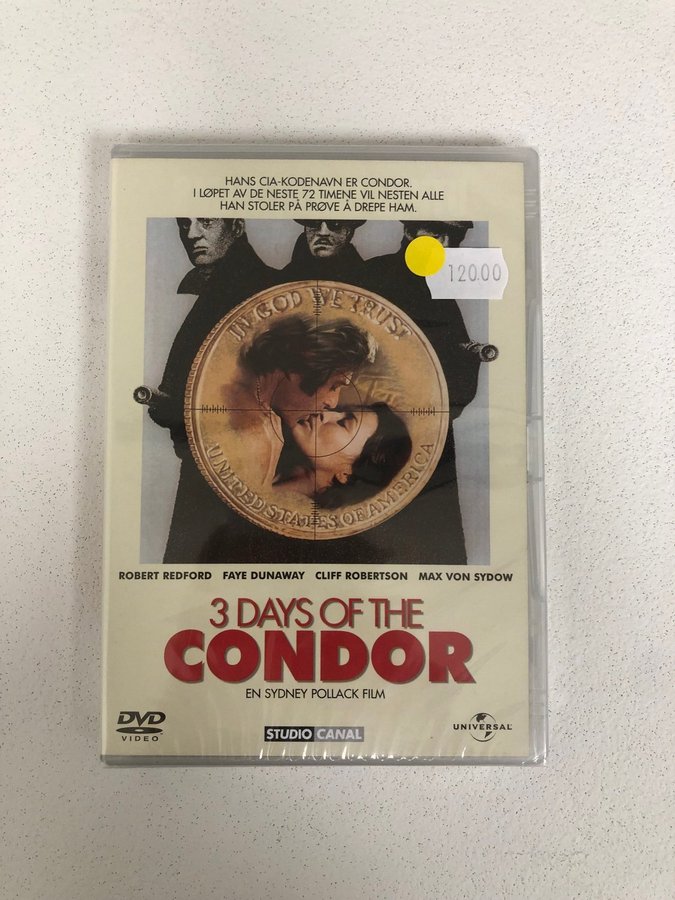 HANS CIA-KODENAVN ER CONDOR.
I LØPET AV DE NESTE 72 TIMENE VIL NESTEN ALLE
HAN STOLER PÅ PRØVE Å DREPE HAM.
12000
IN GOD WE TRUST
UNITED STATES OF AMERICA
ROBERT REDFORD FAYE DUNAWAY CLIFF ROBERTSON MAX VON SYDOW
3 DAYS OF THE
CONDOR
EN SYDNEY POLLACK FILM
DVD
VIDEO
STUDIO CANAL
UNIVERSAL